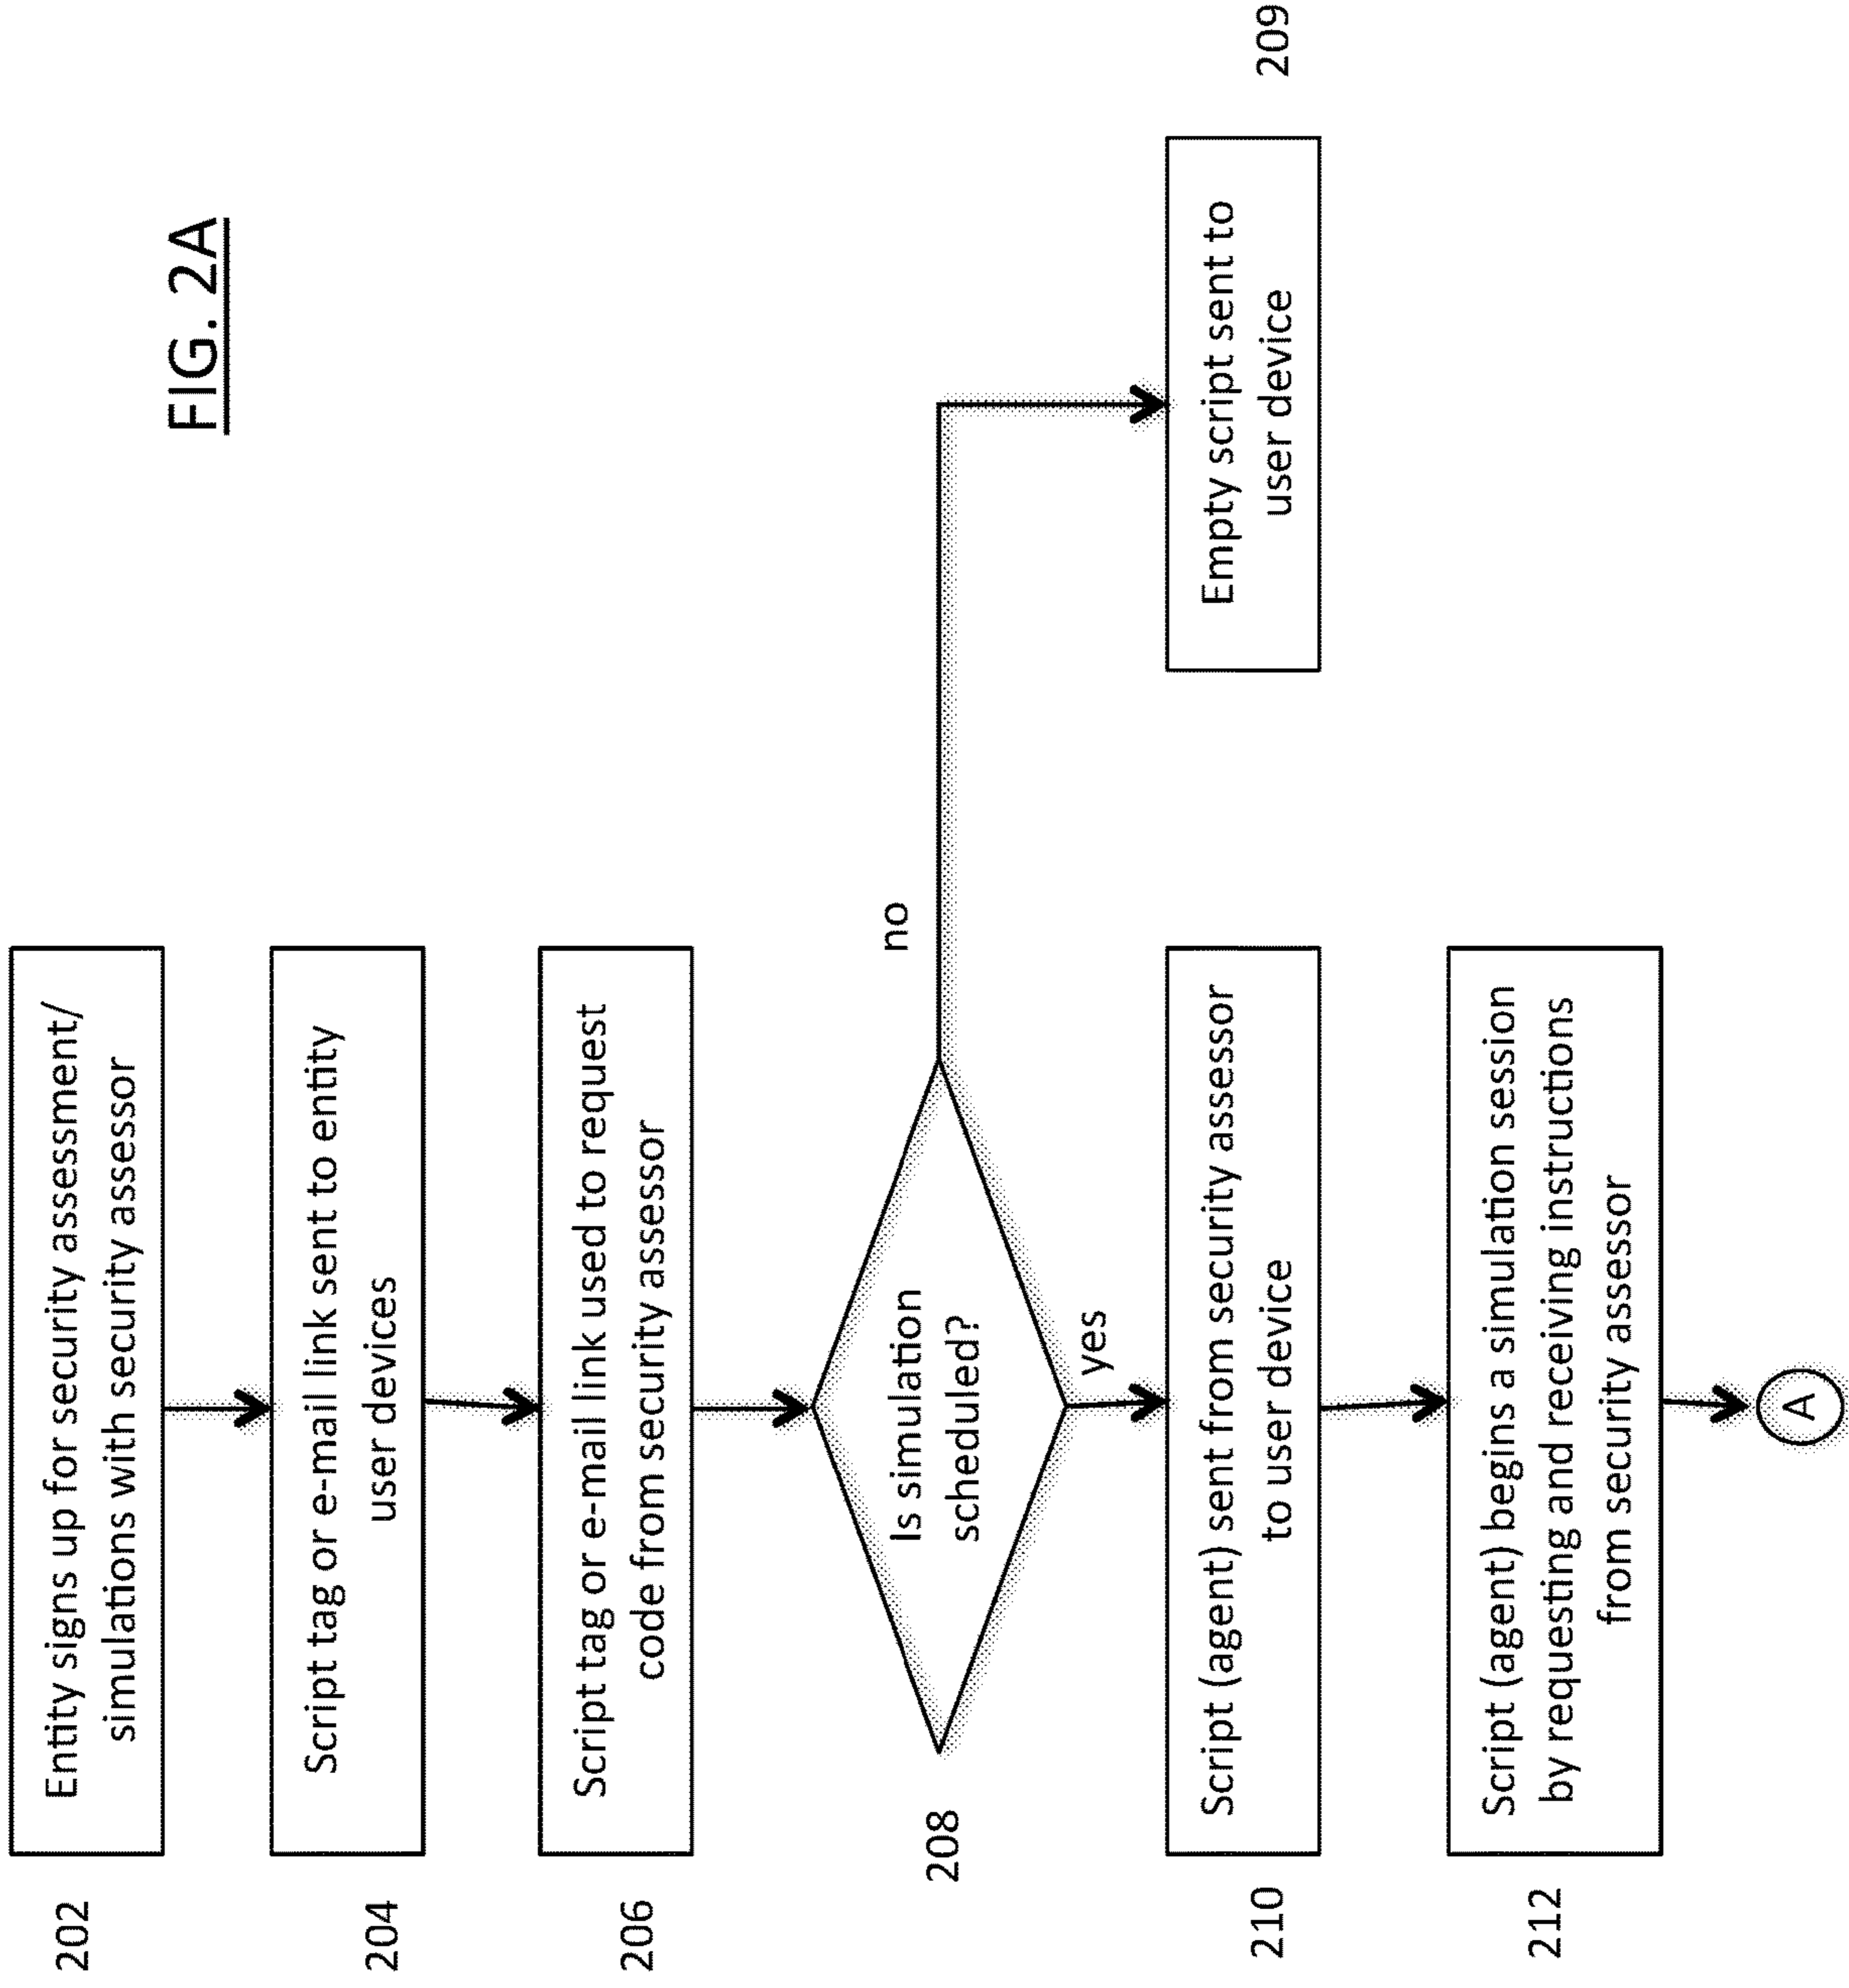 FIG. 2A
202
Entity signs up for security assessment/
simulations with security assessor
204
Script tag or e-mail link sent to entity
user devices
206
Script tag or e-mail link used to request
code from security assessor
208
Is simulation
scheduled?
no
yes
Empty script sent to
user device
209
210
Script (agent) sent from security assessor
to user device
212
Script (agent) begins a simulation session
by requesting and receiving instructions
from security assessor
A